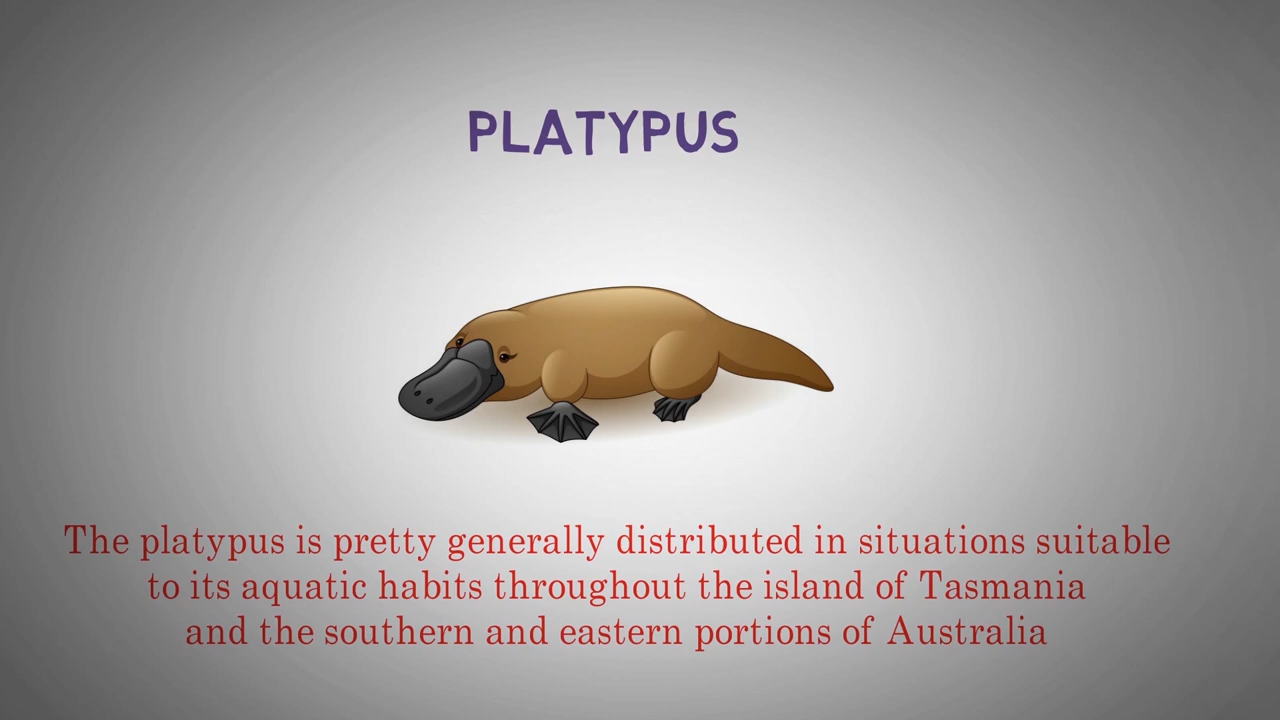 PLATYPUS
The platypus is pretty generally distributed in situations suitable
to its aquatic habits throughout the island of Tasmania
and the southern and eastern portions of Australia